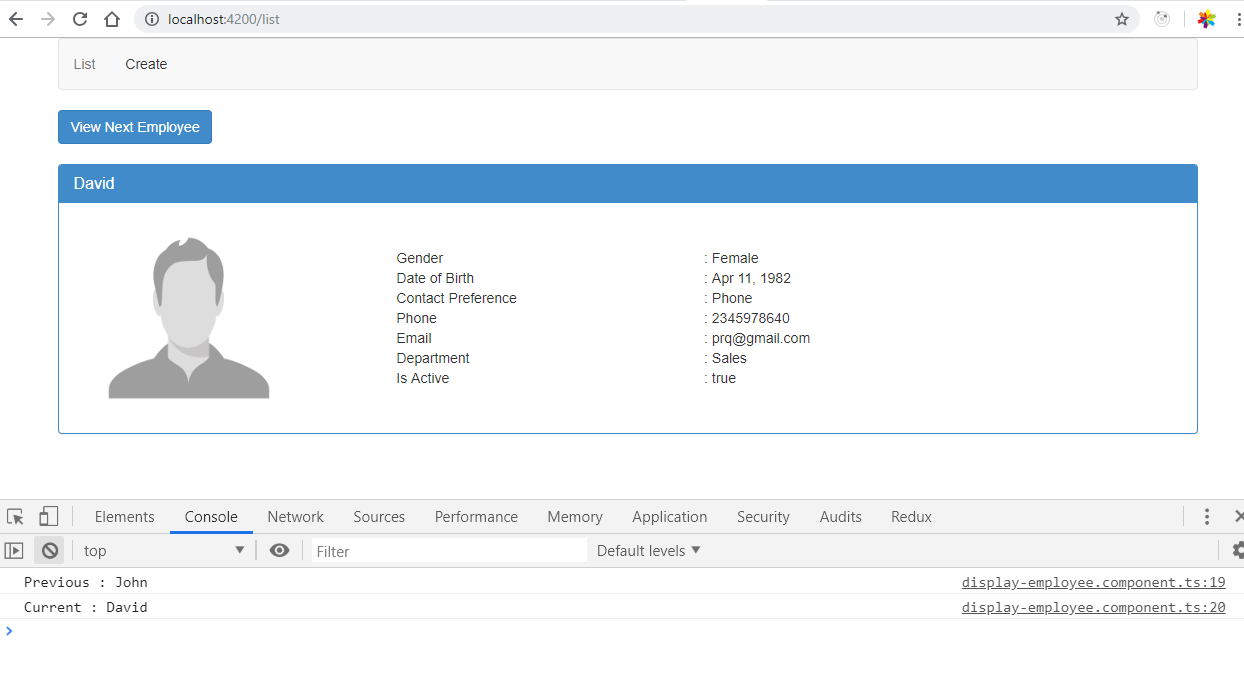 localhost:4200/list
List Create
View Next Employee
David
Gender : Female
Date of Birth : Apr 11, 1982
Contact Preference : Phone
Phone : 2345978640
Email : prq@gmail.com
Department : Sales
Is Active : true
Elements Console Network Sources Performance Memory Application Security Audits Redux
top Filter Default levels
Previous : John display-employee.component.ts:19
Current : David display-employee.component.ts:20